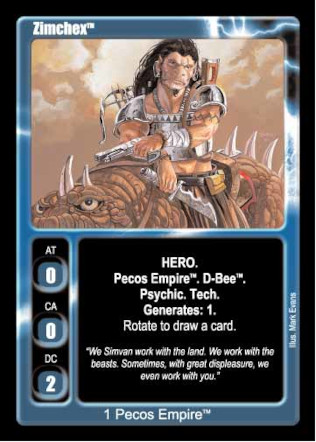 Zimchex™
AT
0
CA
0
DC
2
HERO.
Pecos Empire™. D-Bee™.
Psychic. Tech.
Generates: 1.
Rotate to draw a card.
"We Simvan work with the land. We work with the
beasts. Sometimes, with great displeasure, we
even work with you."
Illus. Mark Evans
1 Pecos Empire™